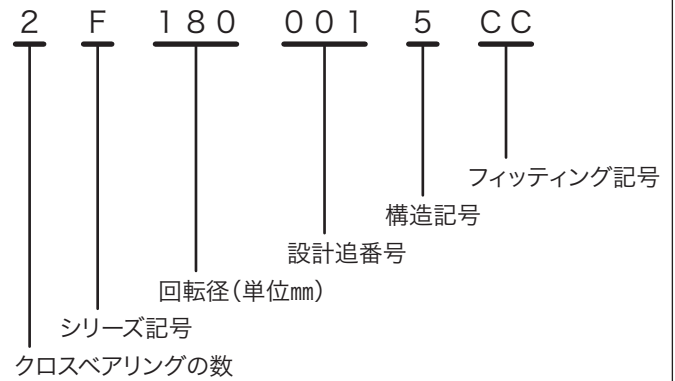 ２ Ｆ １８０ ００１ ５ ＣＣ
フィッティング記号
構造記号
設計追番号
回転径(単位㎜)
シリーズ記号
クロスベアリングの数